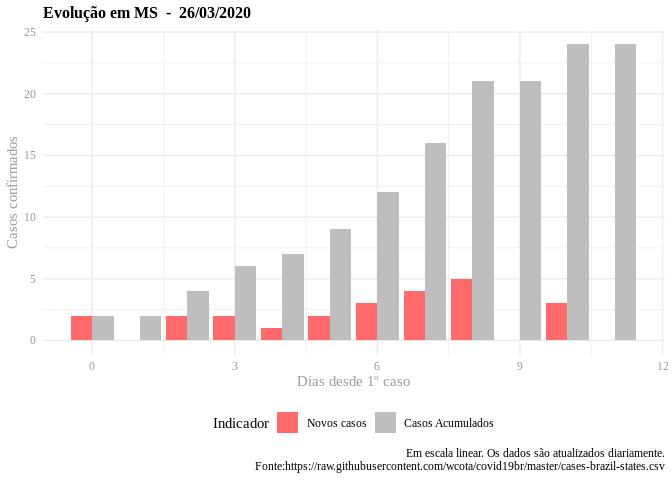 Evolução em MS  -  26/03/2020
Casos confirmados
25
20
15
10
5
0
0
3
6
9
12
Dias desde 1º caso
Indicador
Novos casos
Casos Acumulados
Em escala linear. Os dados são atualizados diariamente.
Fonte:https://raw.githubusercontent.com/wcota/covid19br/master/cases-brazil-states.csv